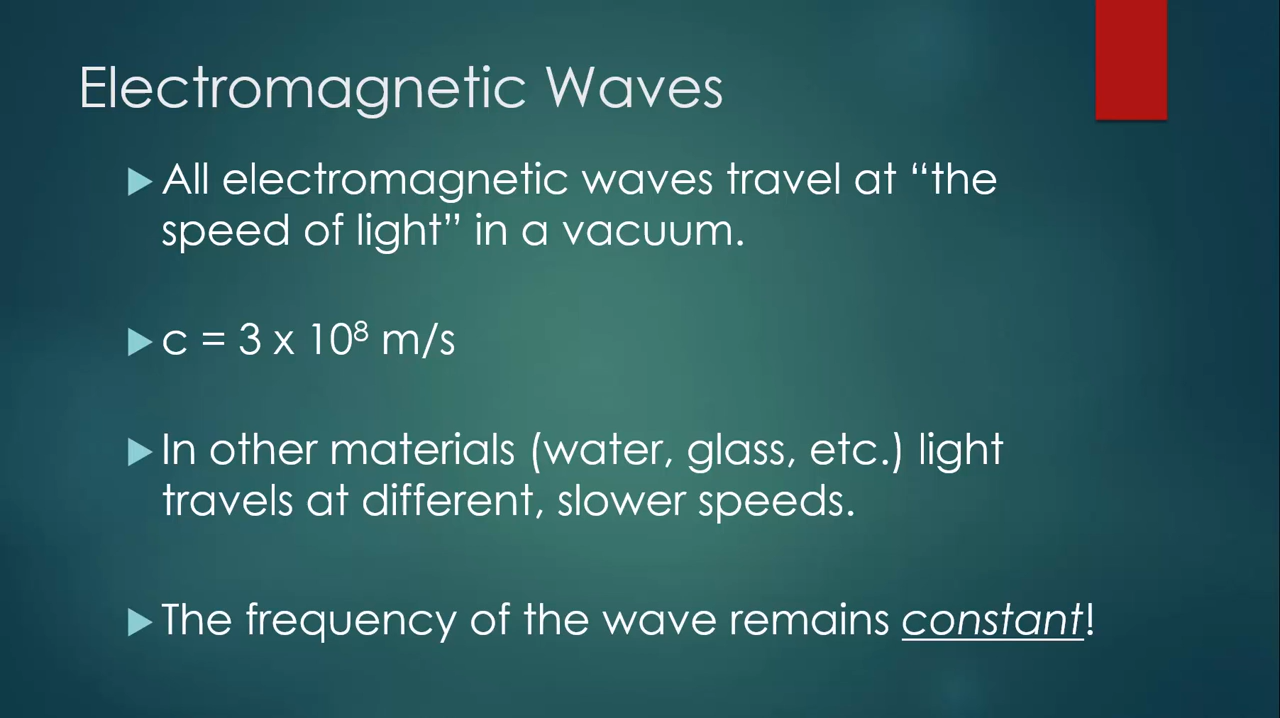 Electromagnetic Waves
All electromagnetic waves travel at “the
speed of light” in a vacuum.
c = 3 x 10⁸ m/s
In other materials (water, glass, etc.) light
travels at different, slower speeds.
The frequency of the wave remains constant!